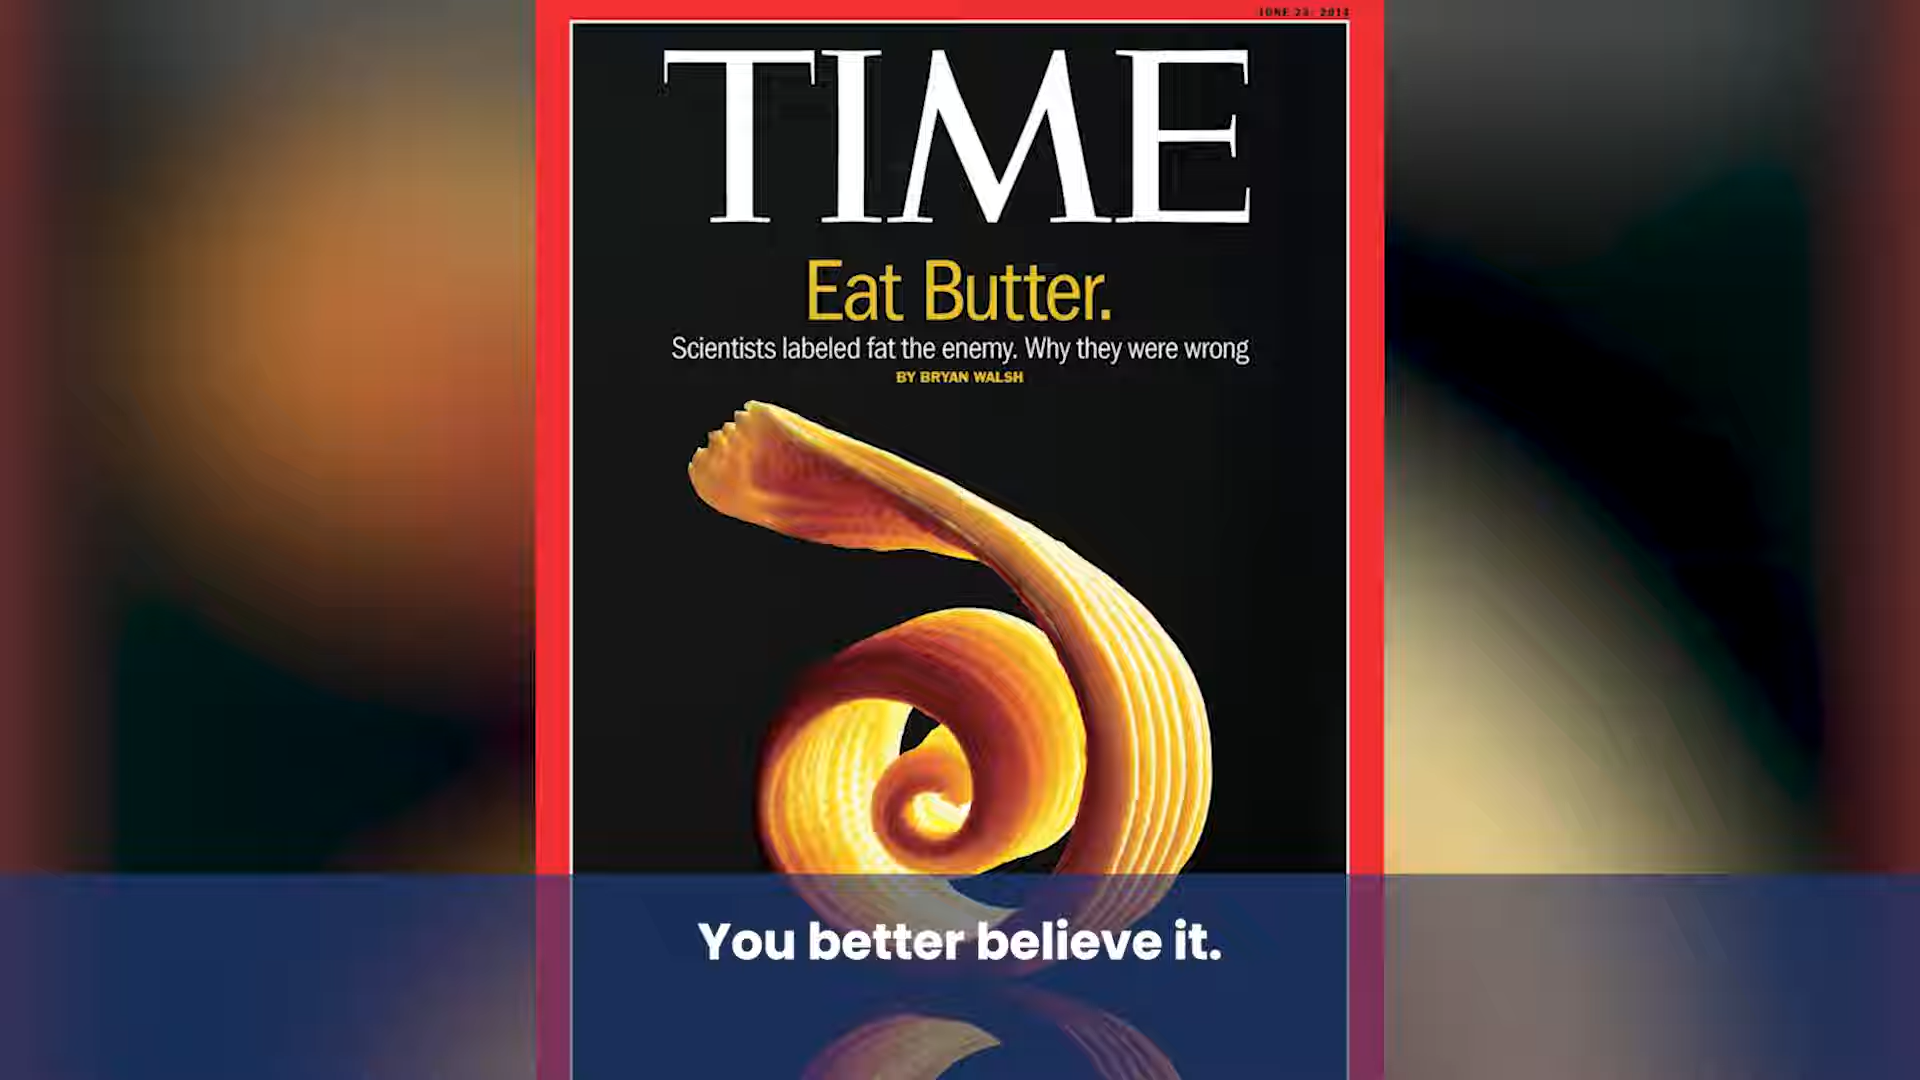 JUNE 23, 2014
TIME
Eat Butter.
Scientists labeled fat the enemy. Why they were wrong
BY BRYAN WALSH
You better believe it.